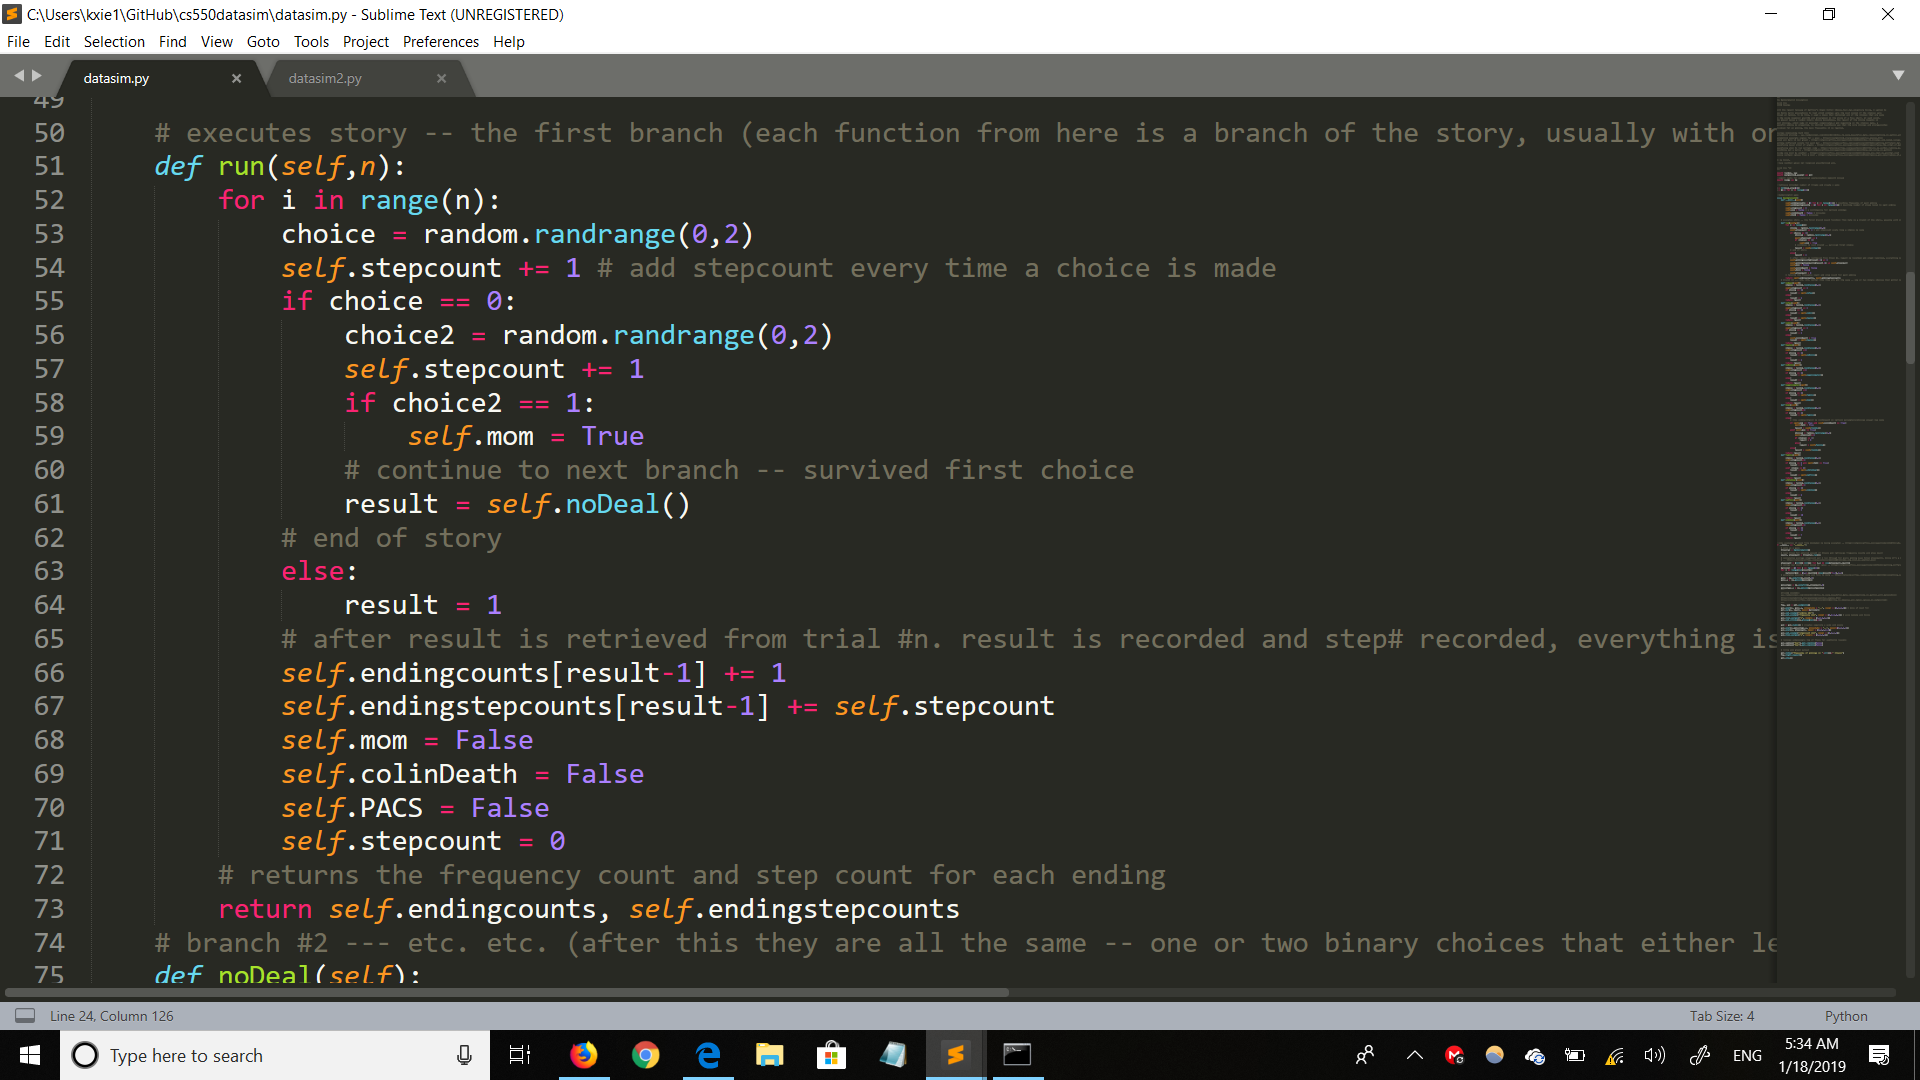 C:\Users\kxie1\GitHub\cs550datasim\datasim.py - Sublime Text (UNREGISTERED)
File Edit Selection Find View Goto Tools Project Preferences Help
datasim.py datasim2.py
49
50 # executes story -- the first branch (each function from here is a branch of the story, usually with or
51 def run(self,n):
52 for i in range(n):
53 choice = random.randrange(0,2)
54 self.stepcount += 1 # add stepcount every time a choice is made
55 if choice == 0:
56 choice2 = random.randrange(0,2)
57 self.stepcount += 1
58 if choice2 == 1:
59 self.mom = True
60 # continue to next branch -- survived first choice
61 result = self.noDeal()
62 # end of story
63 else:
64 result = 1
65 # after result is retrieved from trial #n. result is recorded and step# recorded, everything is
66 self.endingcounts[result-1] += 1
67 self.endingstepcounts[result-1] += self.stepcount
68 self.mom = False
69 self.colinDeath = False
70 self.PACS = False
71 self.stepcount = 0
72 # returns the frequency count and step count for each ending
73 return self.endingcounts, self.endingstepcounts
74 # branch #2 --- etc. etc. (after this they are all the same -- one or two binary choices that either le
75 def noDeal(self):
Line 24, Column 126 Tab Size: 4 Python
Type here to search ENG 5:34 AM
1/18/2019